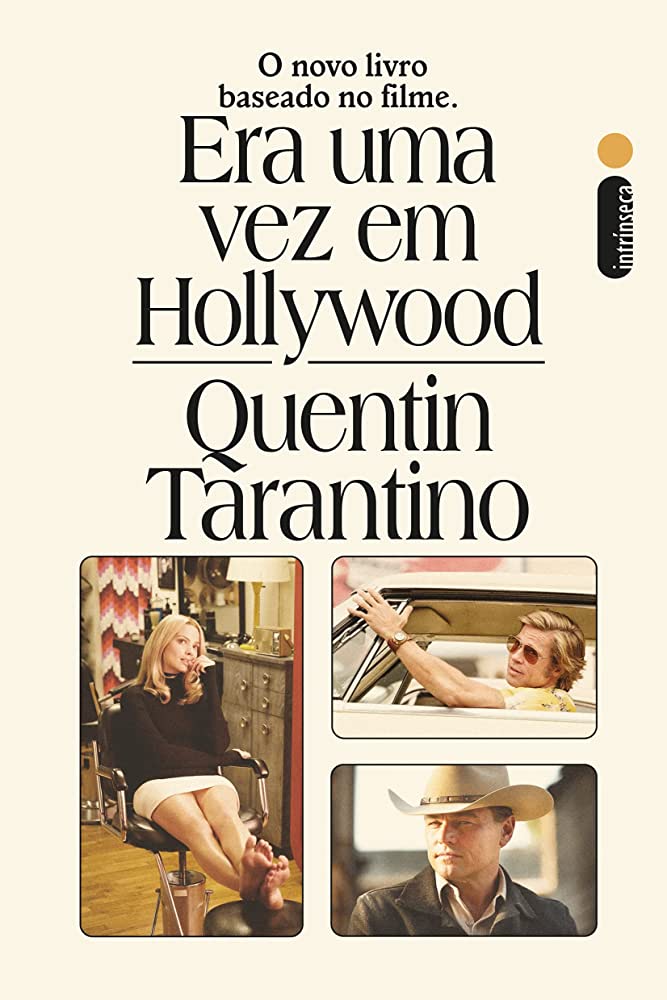 O novo livro
baseado no filme.
Era uma
vez em
Hollywood
Quentin
Tarantino
intrínseca